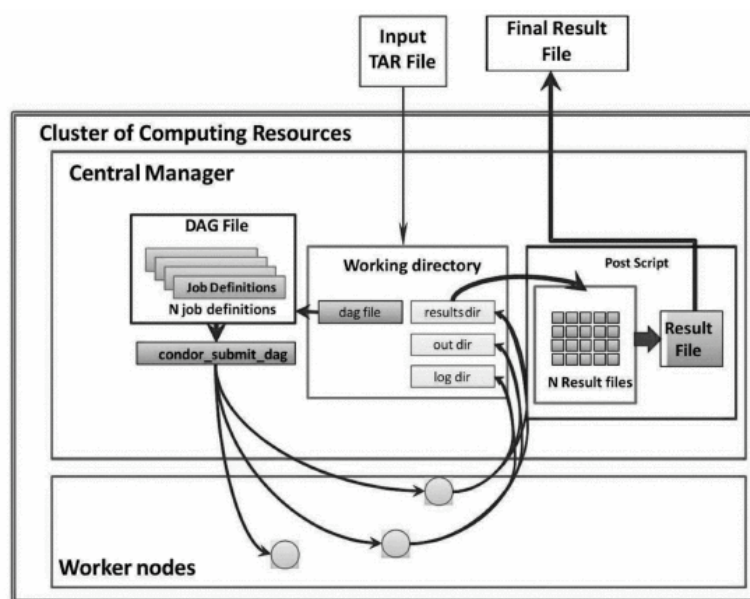 Input
TAR File
Final Result
File
Cluster of Computing Resources
Central Manager
DAG File
Job Definitions
N job definitions
condor_submit_dag
Working directory
dag file
results dir
out dir
log dir
Post Script
N Result files
Result
File
Worker nodes